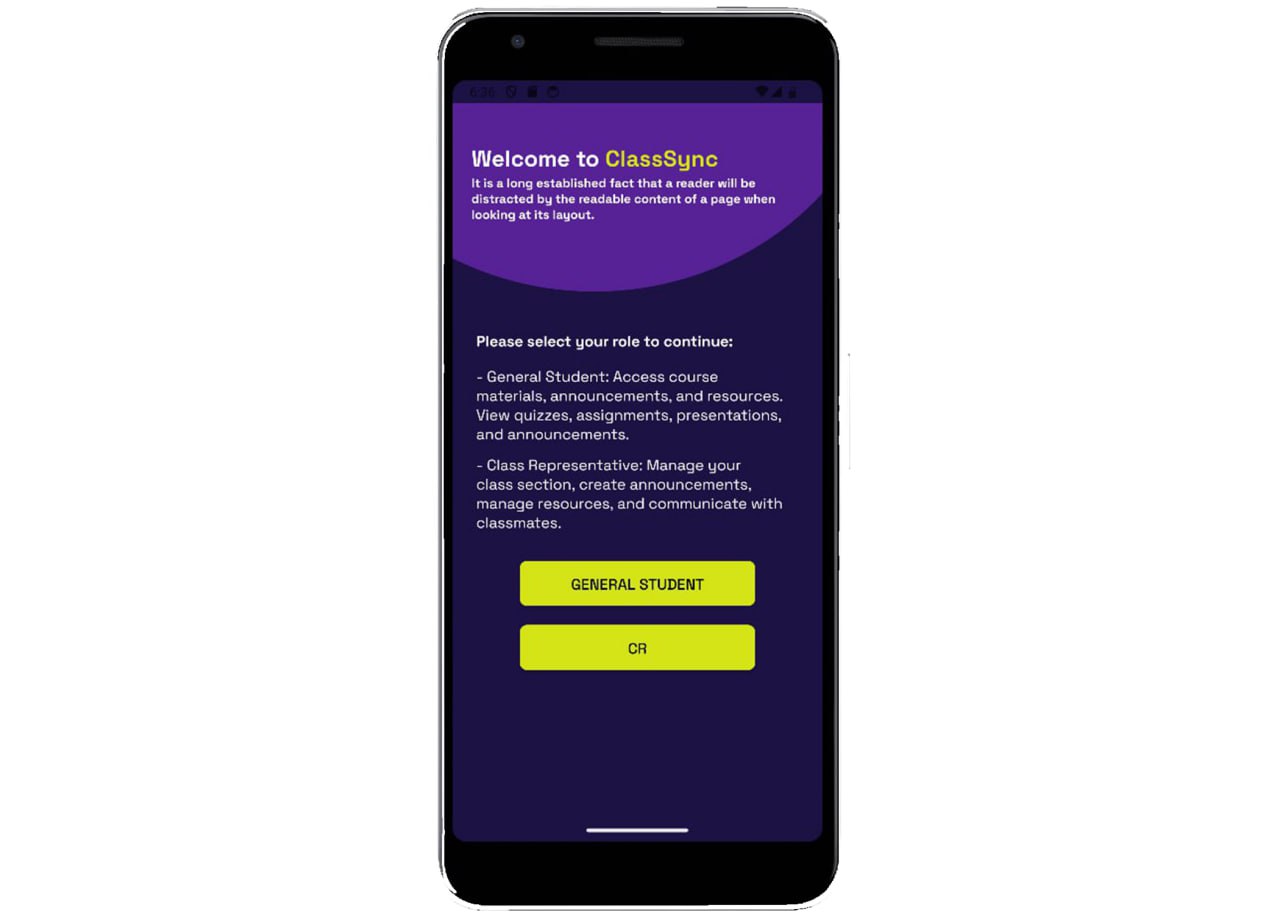 6:36
Welcome to ClassSync
It is a long established fact that a reader will be
distracted by the readable content of a page when
looking at its layout.
Please select your role to continue:
- General Student: Access course
materials, announcements, and resources.
View quizzes, assignments, presentations,
and announcements.
- Class Representative: Manage your
class section, create announcements,
manage resources, and communicate with
classmates.
GENERAL STUDENT
CR